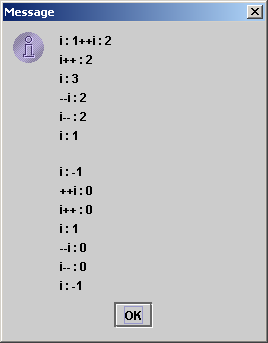 Message
i : 1++i : 2
i++ : 2
i : 3
--i : 2
i-- : 2
i : 1

i : -1
++i : 0
i++ : 0
i : 1
--i : 0
i-- : 0
i : -1
OK